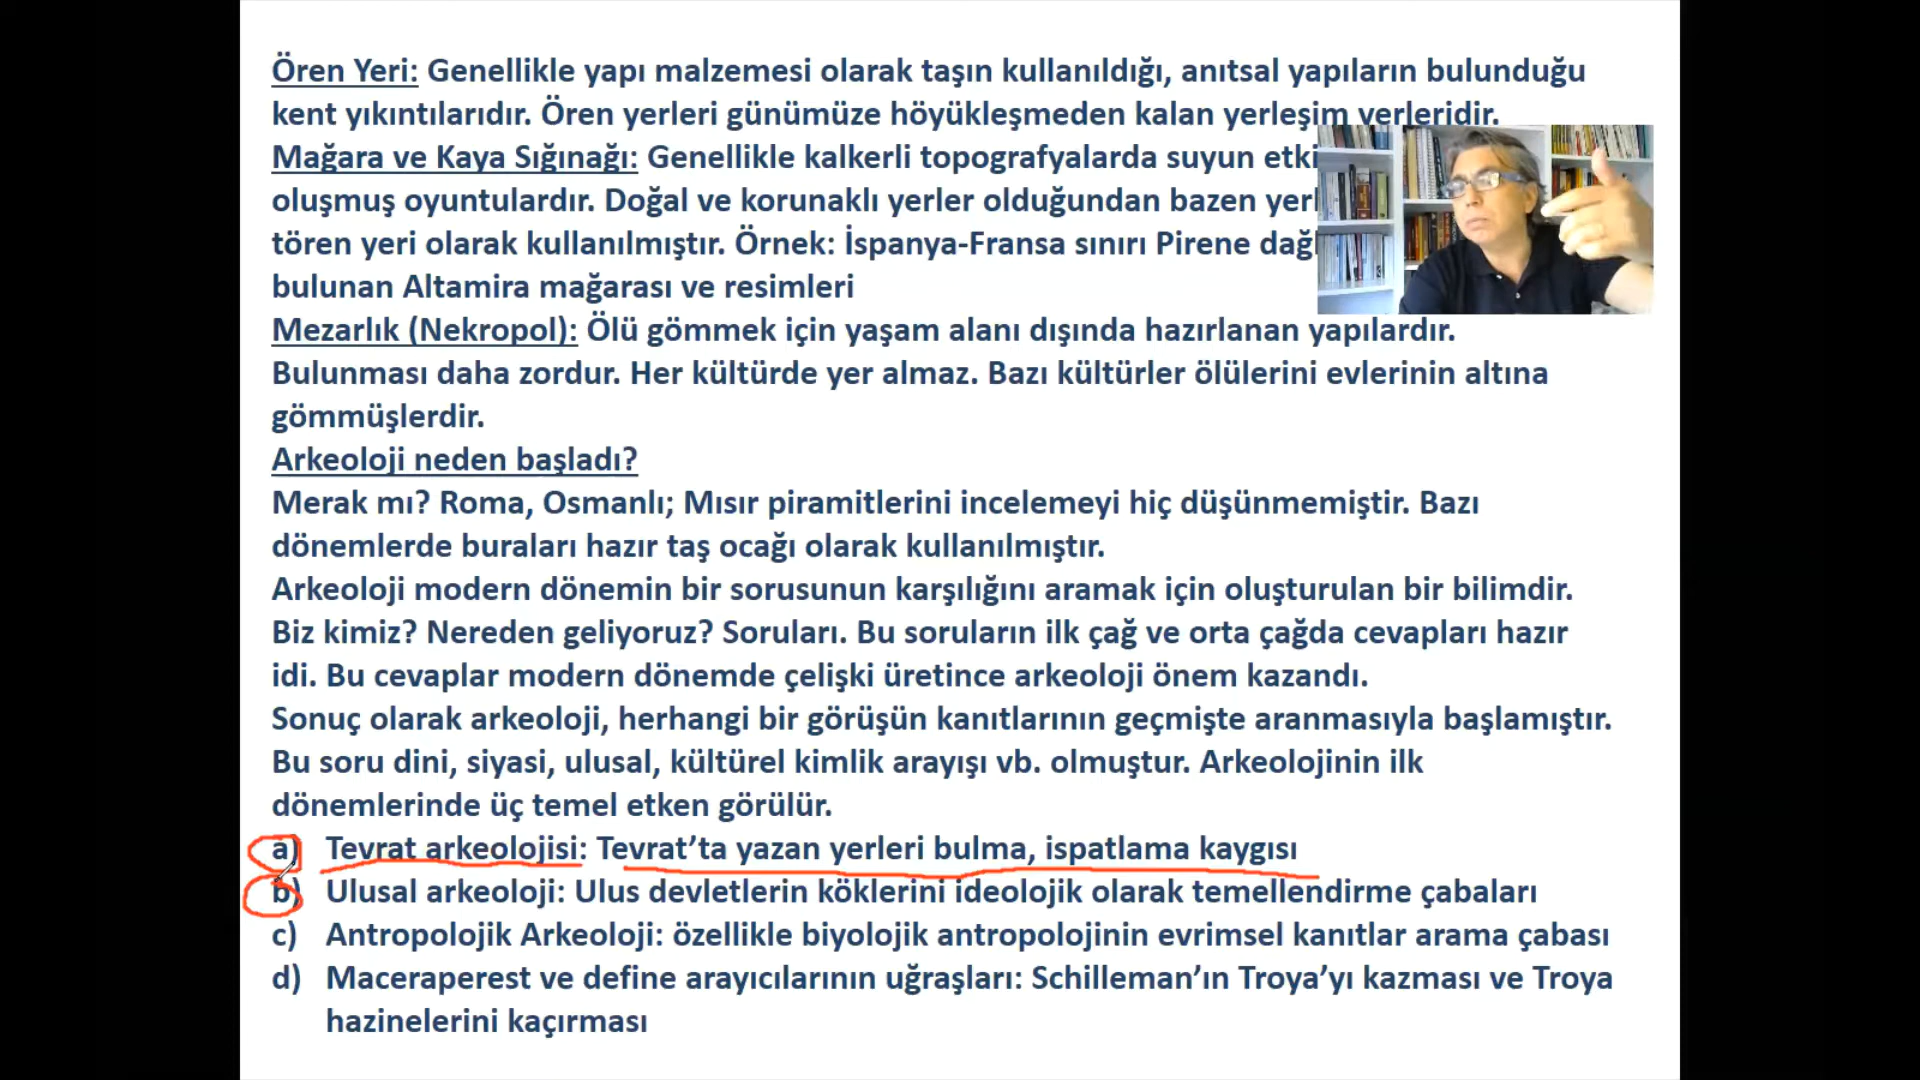 Ören Yeri: Genellikle yapı malzemesi olarak taşın kullanıldığı, anıtsal yapıların bulunduğu
kent yıkıntılarıdır. Ören yerleri günümüze höyükleşmeden kalan yerleşim yerleridir.
Mağara ve Kaya Sığınağı: Genellikle kalkerli topografyalarda suyun etki
oluşmuş oyuntulardır. Doğal ve korunaklı yerler olduğundan bazen yerl
tören yeri olarak kullanılmıştır. Örnek: İspanya-Fransa sınırı Pirene dağl
bulunan Altamira mağarası ve resimleri
Mezarlık (Nekropol): Ölü gömmek için yaşam alanı dışında hazırlanan yapılardır.
Bulunması daha zordur. Her kültürde yer almaz. Bazı kültürler ölülerini evlerinin altına
gömmüşlerdir.
Arkeoloji neden başladı?
Merak mı? Roma, Osmanlı; Mısır piramitlerini incelemeyi hiç düşünmemiştir. Bazı
dönemlerde buraları hazır taş ocağı olarak kullanılmıştır.
Arkeoloji modern dönemin bir sorusunun karşılığını aramak için oluşturulan bir bilimdir.
Biz kimiz? Nereden geliyoruz? Soruları. Bu soruların ilk çağ ve orta çağda cevapları hazır
idi. Bu cevaplar modern dönemde çelişki üretince arkeoloji önem kazandı.
Sonuç olarak arkeoloji, herhangi bir görüşün kanıtlarının geçmişte aranmasıyla başlamıştır.
Bu soru dini, siyasi, ulusal, kültürel kimlik arayışı vb. olmuştur. Arkeolojinin ilk
dönemlerinde üç temel etken görülür.
a) Tevrat arkeolojisi: Tevrat’ta yazan yerleri bulma, ispatlama kaygısı
b) Ulusal arkeoloji: Ulus devletlerin köklerini ideolojik olarak temellendirme çabaları
c) Antropolojik Arkeoloji: özellikle biyolojik antropolojinin evrimsel kanıtlar arama çabası
d) Maceraperest ve define arayıcılarının uğraşları: Schilleman’ın Troya’yı kazması ve Troya
hazinelerini kaçırması